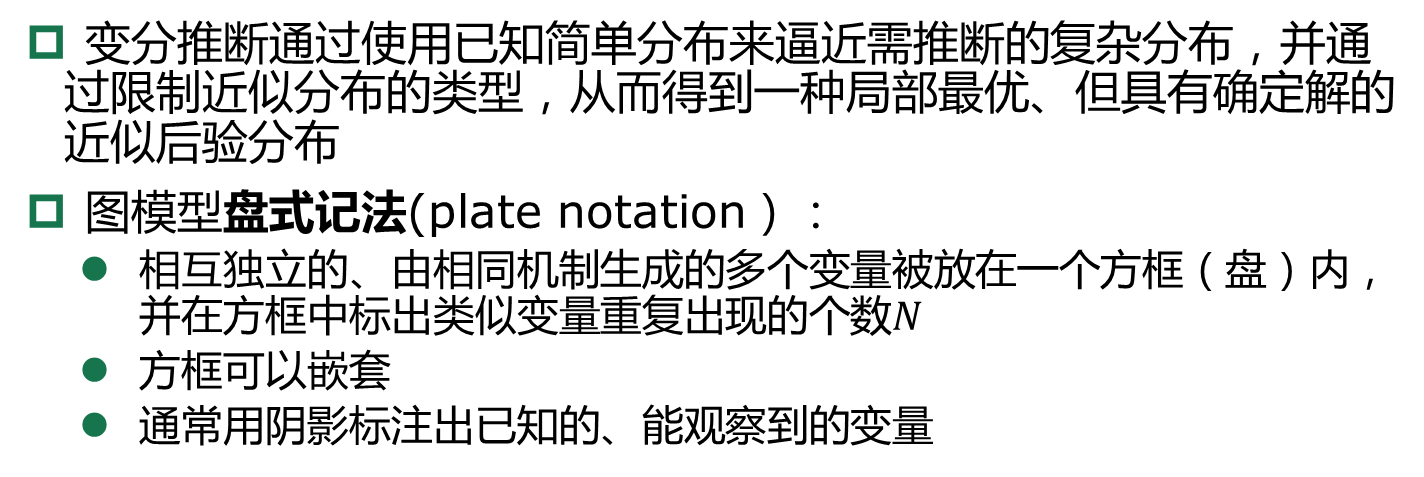 变分推断通过使用已知简单分布来逼近需推断的复杂分布，并通
过限制近似分布的类型，从而得到一种局部最优、但具有确定解的
近似后验分布
图模型盘式记法(plate notation）：
相互独立的、由相同机制生成的多个变量被放在一个方框（盘）内，
并在方框中标出类似变量重复出现的个数N
方框可以嵌套
通常用阴影标注出已知的、能观察到的变量